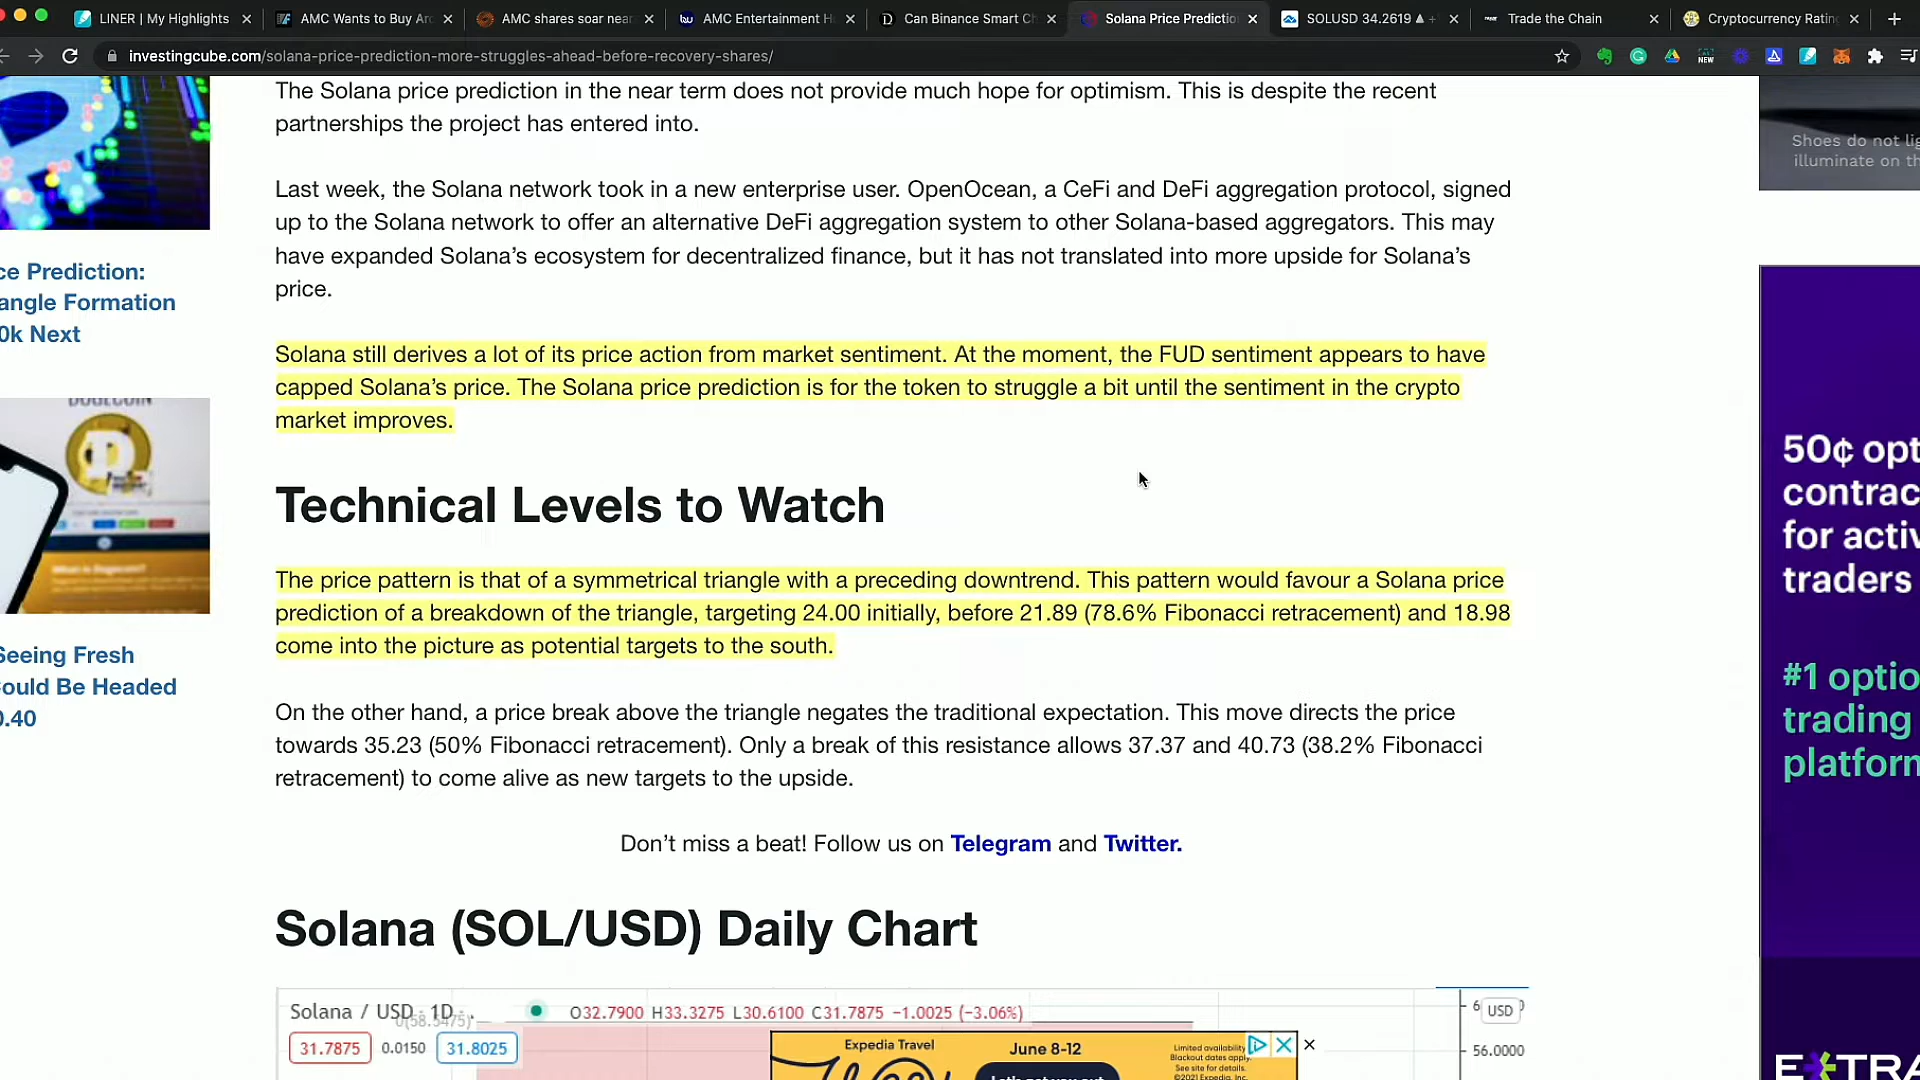 LINER | My Highlights
AMC Wants to Buy Arc
AMC shares soar near
AMC Entertainment H
Can Binance Smart Ch
Solana Price Predictio
SOLUSD 34.2619 ▲ +
Trade the Chain
Cryptocurrency Ratin
investingcube.com/solana-price-prediction-more-struggles-ahead-before-recovery-shares/
NEW
The Solana price prediction in the near term does not provide much hope for optimism. This is despite the recent
partnerships the project has entered into.
Last week, the Solana network took in a new enterprise user. OpenOcean, a CeFi and DeFi aggregation protocol, signed
up to the Solana network to offer an alternative DeFi aggregation system to other Solana-based aggregators. This may
have expanded Solana’s ecosystem for decentralized finance, but it has not translated into more upside for Solana’s
price.
Solana still derives a lot of its price action from market sentiment. At the moment, the FUD sentiment appears to have
capped Solana’s price. The Solana price prediction is for the token to struggle a bit until the sentiment in the crypto
market improves.
Technical Levels to Watch
The price pattern is that of a symmetrical triangle with a preceding downtrend. This pattern would favour a Solana price
prediction of a breakdown of the triangle, targeting 24.00 initially, before 21.89 (78.6% Fibonacci retracement) and 18.98
come into the picture as potential targets to the south.
On the other hand, a price break above the triangle negates the traditional expectation. This move directs the price
towards 35.23 (50% Fibonacci retracement). Only a break of this resistance allows 37.37 and 40.73 (38.2% Fibonacci
retracement) to come alive as new targets to the upside.
Don’t miss a beat! Follow us on Telegram and Twitter.
Solana (SOL/USD) Daily Chart
Solana / USD · 1D
O32.7900 H33.3275 L30.6100 C31.7875 −1.0025 (−3.06%)
0(58.5475)
31.7875 0.0150 31.8025
USD
56.0000
Expedia Travel
June 8-12
Limited availability.
Blackout dates apply.
See site for details.
©2021 Expedia, Inc.
ce Prediction:
angle Formation
0k Next
DOGECOIN
Seeing Fresh
Could Be Headed
0.40
Shoes do not lig
illuminate on th
50¢ opt
contrac
for activ
traders
#1 optio
trading
platforn
E*TRA